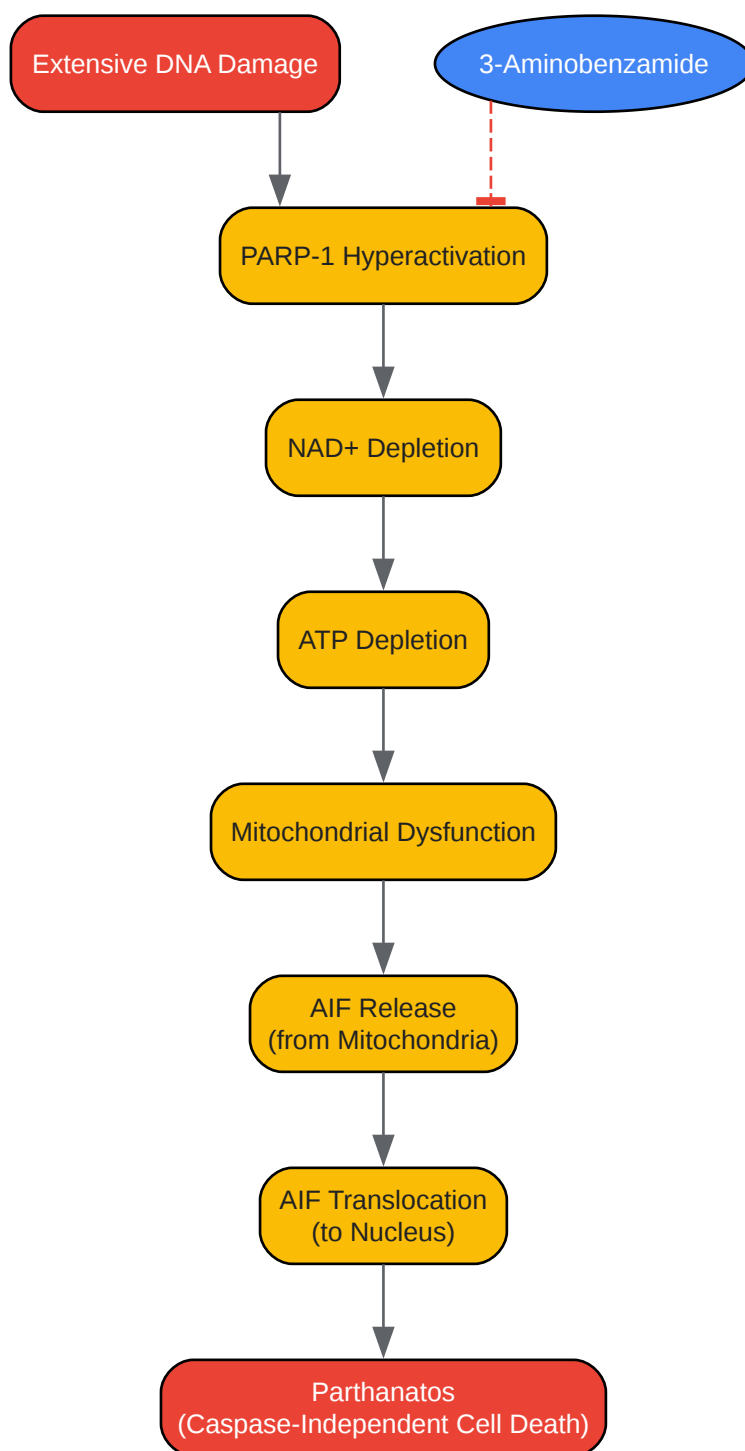 Extensive DNA Damage
3-Aminobenzamide
PARP-1 Hyperactivation
NAD+ Depletion
ATP Depletion
Mitochondrial Dysfunction
AIF Release
(from Mitochondria)
AIF Translocation
(to Nucleus)
Parthanatos
(Caspase-Independent Cell Death)